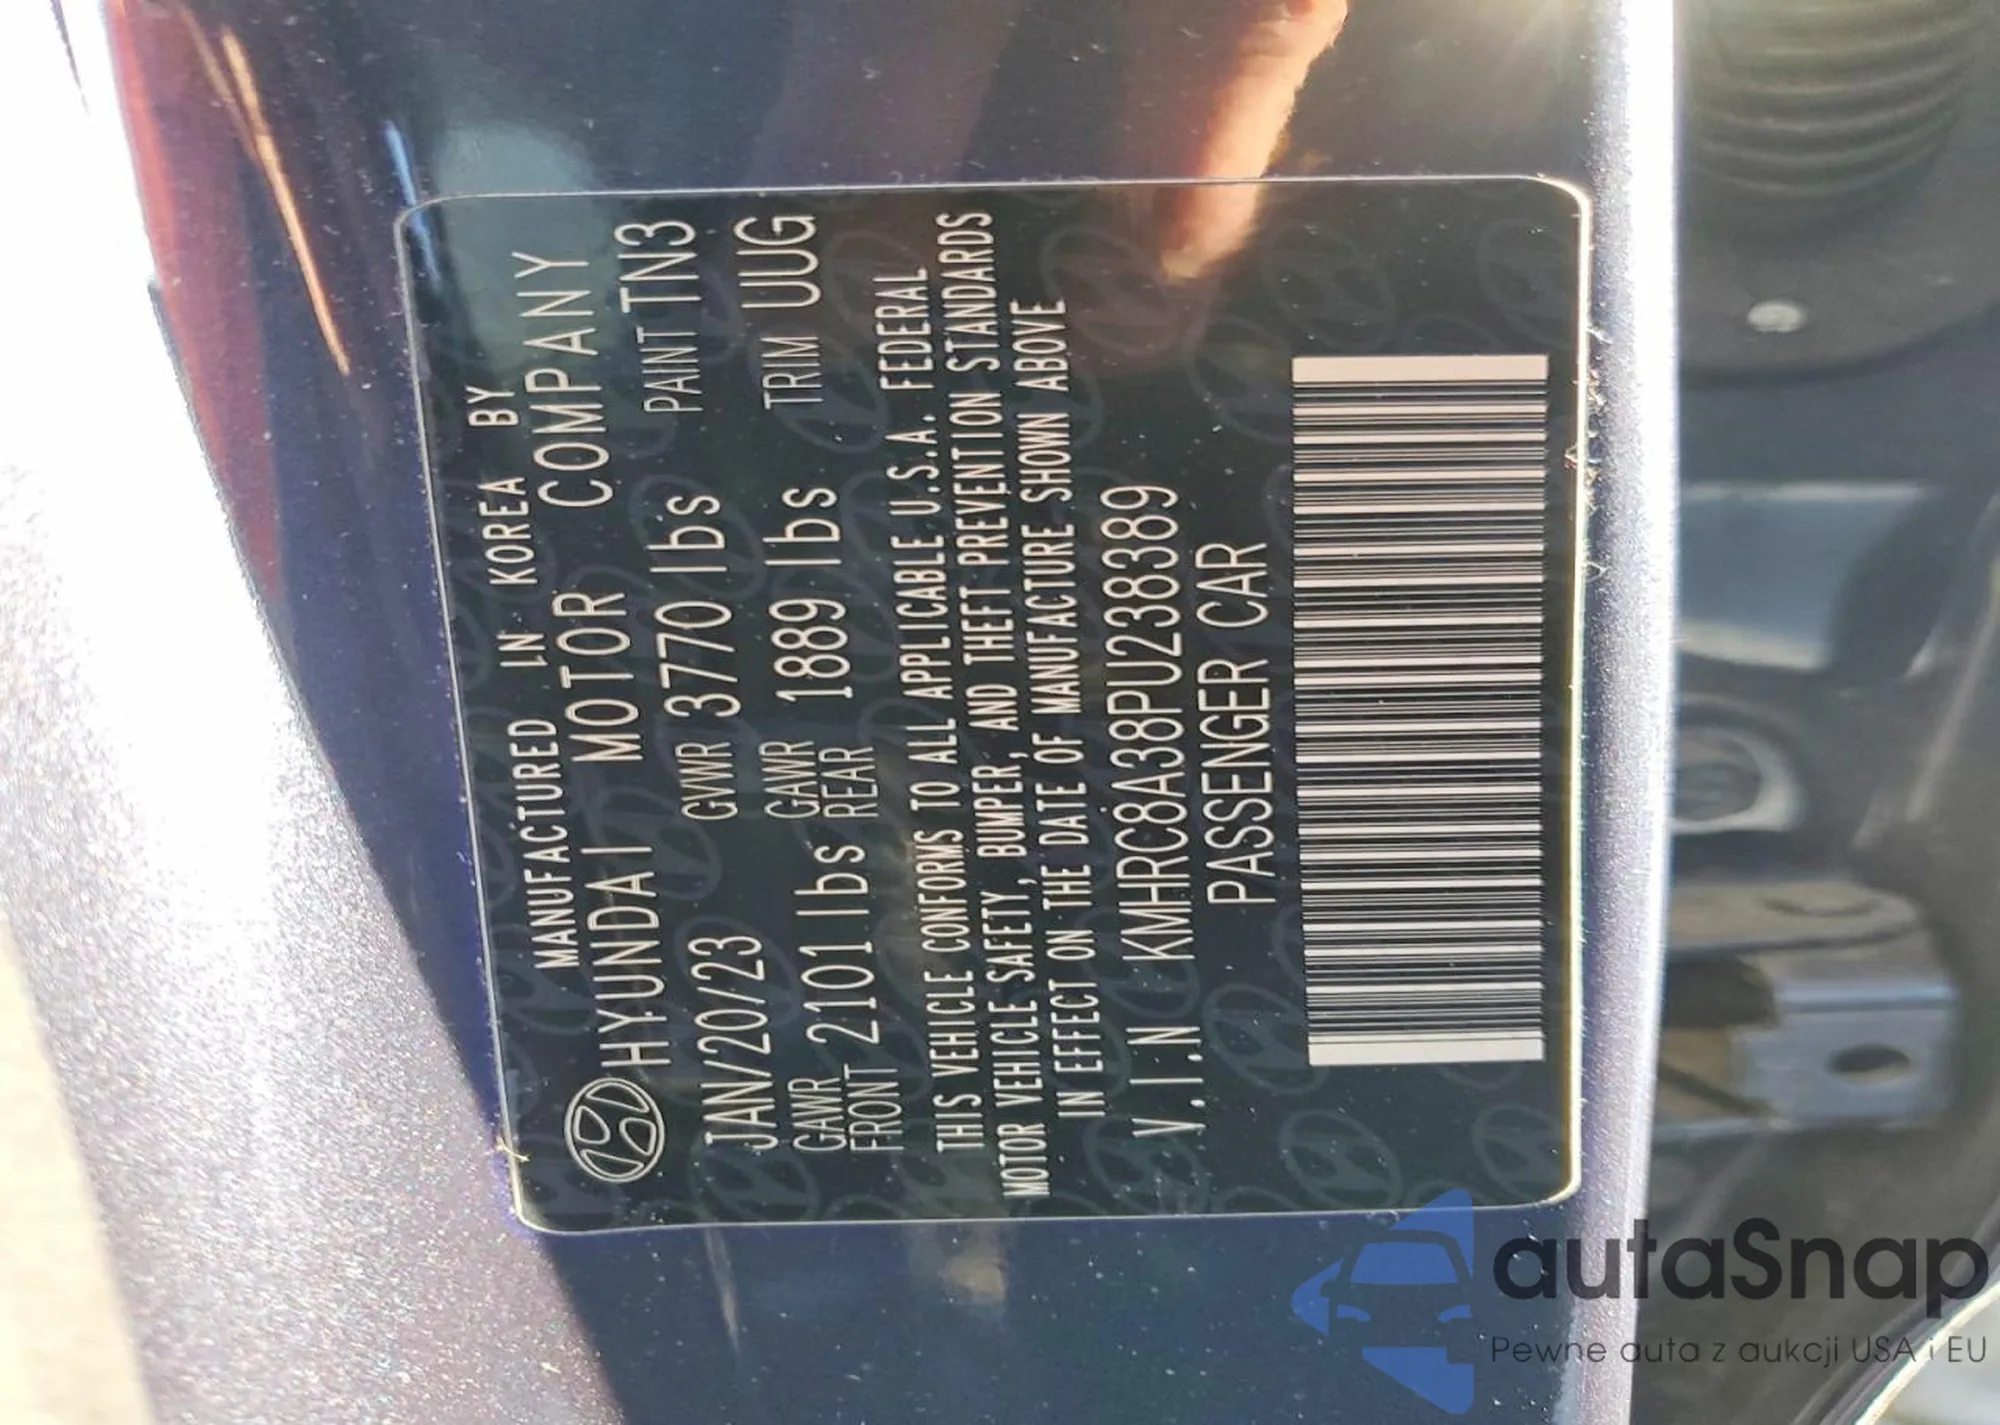 MANUFACTURED IN KOREA BY
HYUNDAI MOTOR COMPANY
JAN/20/23 GVWR 3770 lbs PAINT TN3
GAWR FRONT 2101 lbs GAWR REAR 1889 lbs TRIM UUG
THIS VEHICLE CONFORMS TO ALL APPLICABLE U.S.A. FEDERAL
MOTOR VEHICLE SAFETY, BUMPER, AND THEFT PREVENTION STANDARDS
IN EFFECT ON THE DATE OF MANUFACTURE SHOWN ABOVE
V.I.N KMHRC8A38PU238389
PASSENGER CAR
autaSnap
Pewne auta z aukcji USA i EU